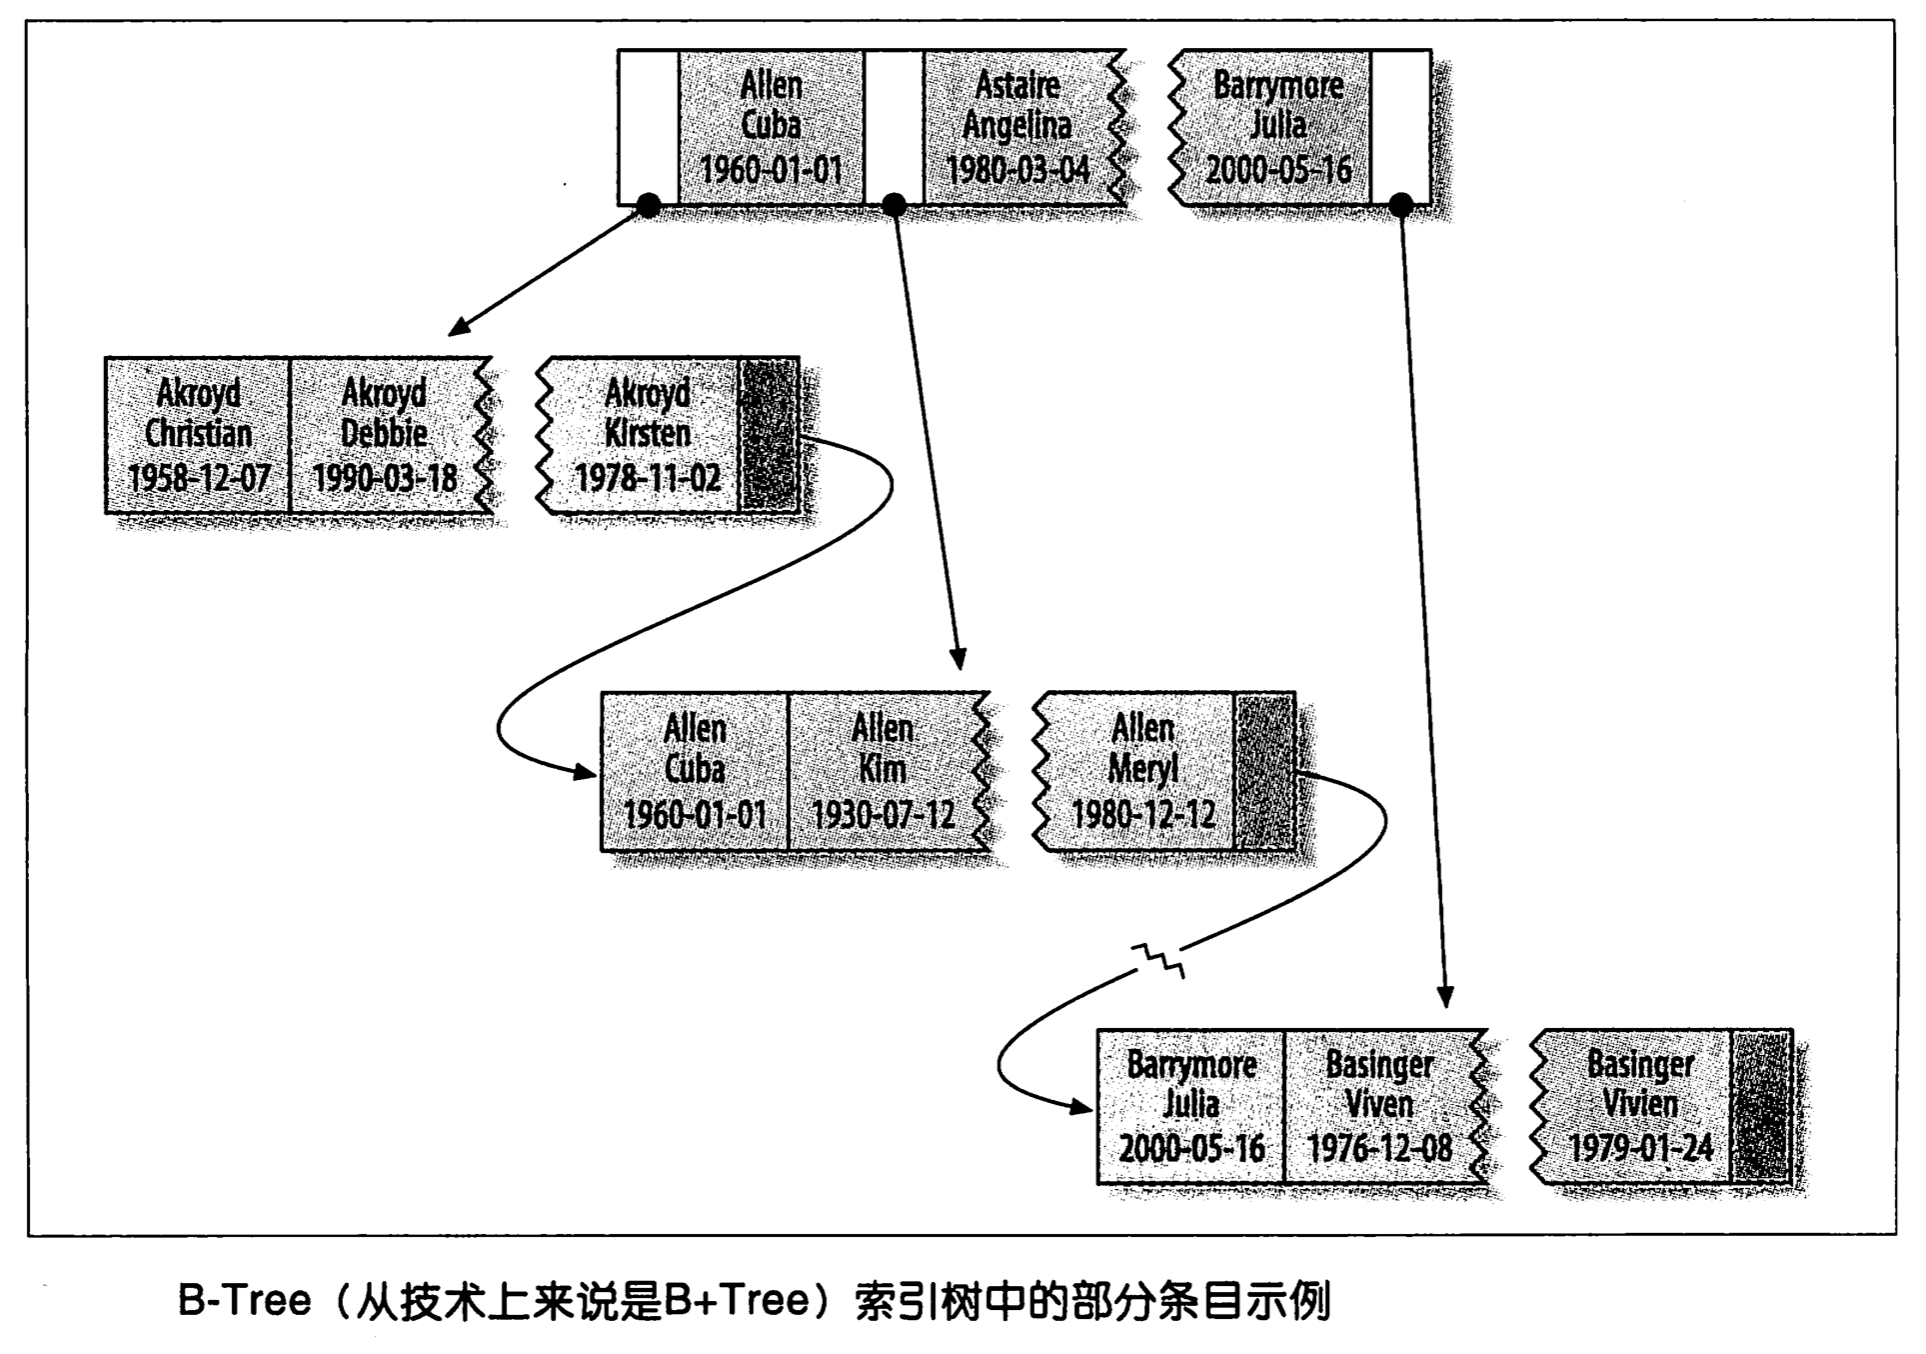 Allen
Cuba
1960-01-01
Astaire
Angelina
1980-03-04
Barrymore
Julia
2000-05-16
Akroyd
Christian
1958-12-07
Akroyd
Debbie
1990-03-18
Akroyd
Kirsten
1978-11-02
Allen
Cuba
1960-01-01
Allen
Kim
1930-07-12
Allen
Meryl
1980-12-12
Barrymore
Julia
2000-05-16
Basinger
Viven
1976-12-08
Basinger
Vivien
1979-01-24
B-Tree（从技术上来说是B+Tree）索引树中的部分条目示例